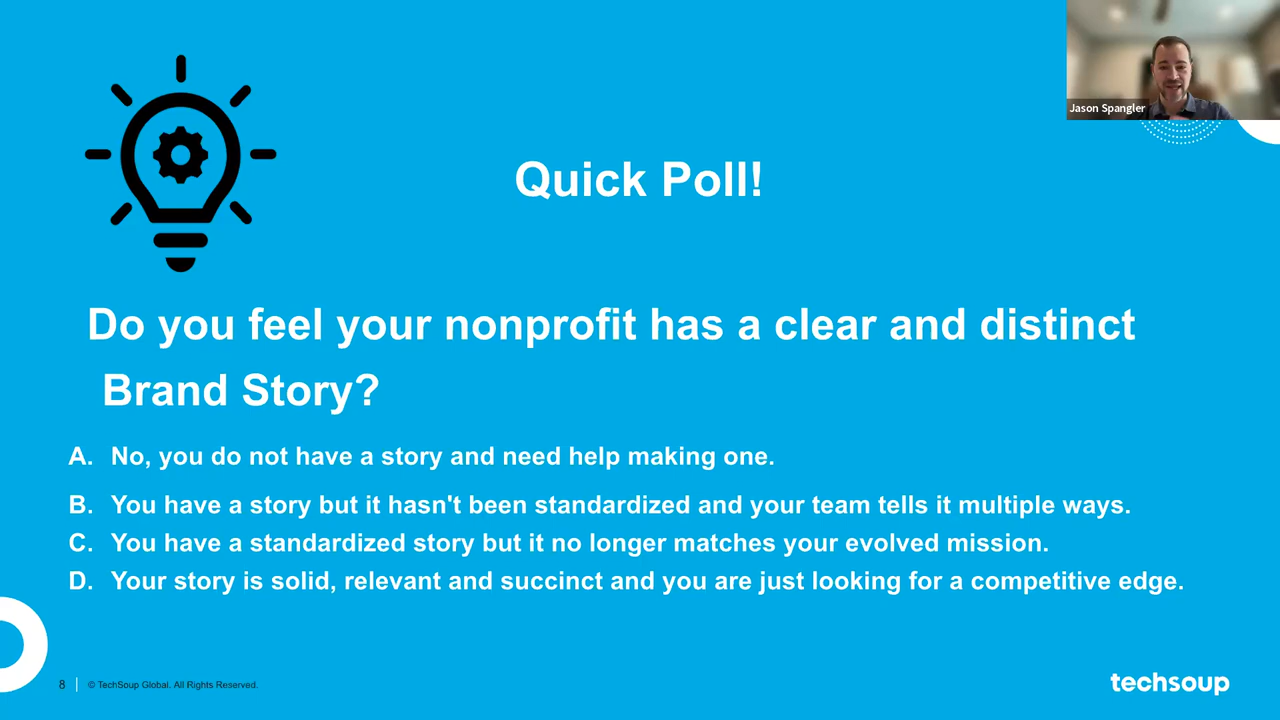 Jason Spangler
Quick Poll!
Do you feel your nonprofit has a clear and distinct
Brand Story?
A. No, you do not have a story and need help making one.
B. You have a story but it hasn't been standardized and your team tells it multiple ways.
C. You have a standardized story but it no longer matches your evolved mission.
D. Your story is solid, relevant and succinct and you are just looking for a competitive edge.
8 | © TechSoup Global. All Rights Reserved.
techsoup